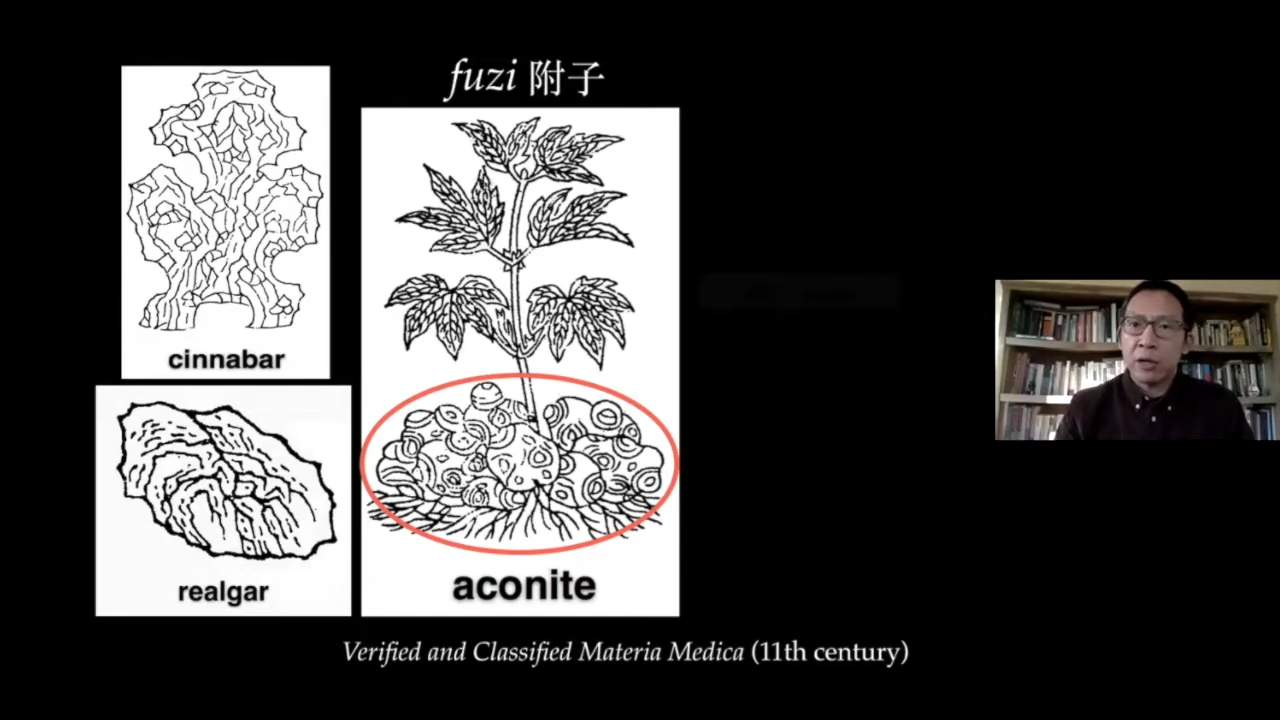 fuzi 附子
cinnabar
realgar
aconite
Verified and Classified Materia Medica (11th century)